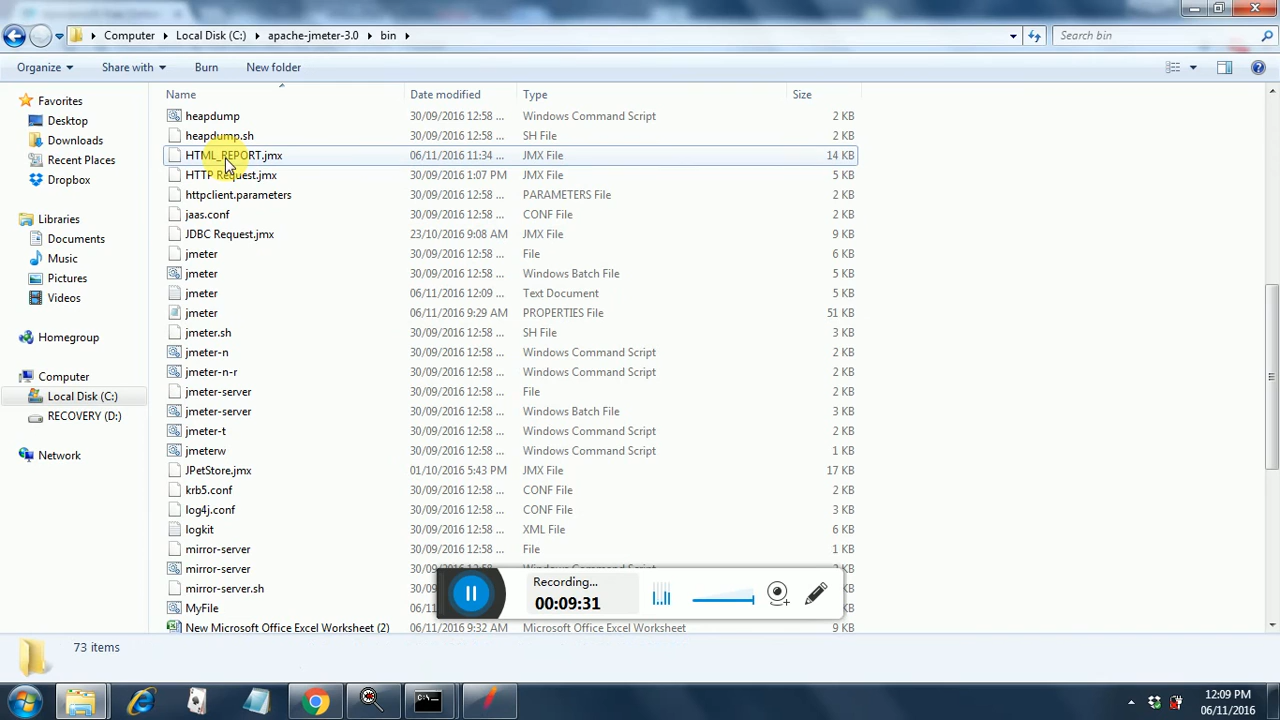 Computer Local Disk (C:) apache-jmeter-3.0 bin Search bin
Organize Share with Burn New folder
Name Date modified Type Size
Favorites
Desktop
Downloads
Recent Places
Dropbox
Libraries
Documents
Music
Pictures
Videos
Homegroup
Computer
Local Disk (C:)
RECOVERY (D:)
Network
heapdump 30/09/2016 12:58 ... Windows Command Script 2 KB
heapdump.sh 30/09/2016 12:58 ... SH File 2 KB
HTML_REPORT.jmx 06/11/2016 11:34 ... JMX File 14 KB
HTTP Request.jmx 30/09/2016 1:07 PM JMX File 5 KB
httpclient.parameters 30/09/2016 12:58 ... PARAMETERS File 2 KB
jaas.conf 30/09/2016 12:58 ... CONF File 2 KB
JDBC Request.jmx 23/10/2016 9:08 AM JMX File 9 KB
jmeter 30/09/2016 12:58 ... File 6 KB
jmeter 30/09/2016 12:58 ... Windows Batch File 5 KB
jmeter 06/11/2016 12:09 ... Text Document 5 KB
jmeter 06/11/2016 9:29 AM PROPERTIES File 51 KB
jmeter.sh 30/09/2016 12:58 ... SH File 3 KB
jmeter-n 30/09/2016 12:58 ... Windows Command Script 2 KB
jmeter-n-r 30/09/2016 12:58 ... Windows Command Script 2 KB
jmeter-server 30/09/2016 12:58 ... File 2 KB
jmeter-server 30/09/2016 12:58 ... Windows Batch File 3 KB
jmeter-t 30/09/2016 12:58 ... Windows Command Script 2 KB
jmeterw 30/09/2016 12:58 ... Windows Command Script 1 KB
JPetStore.jmx 01/10/2016 5:43 PM JMX File 17 KB
krb5.conf 30/09/2016 12:58 ... CONF File 2 KB
log4j.conf 30/09/2016 12:58 ... CONF File 3 KB
logkit 30/09/2016 12:58 ... XML File 6 KB
mirror-server 30/09/2016 12:58 ... File 1 KB
mirror-server 30/09/2016 12:58 ... Windows Command Script
mirror-server.sh
MyFile
New Microsoft Office Excel Worksheet (2) 06/11/2016 9:32 AM Microsoft Office Excel Worksheet 9 KB
Recording...
00:09:31
73 items
12:09 PM
06/11/2016